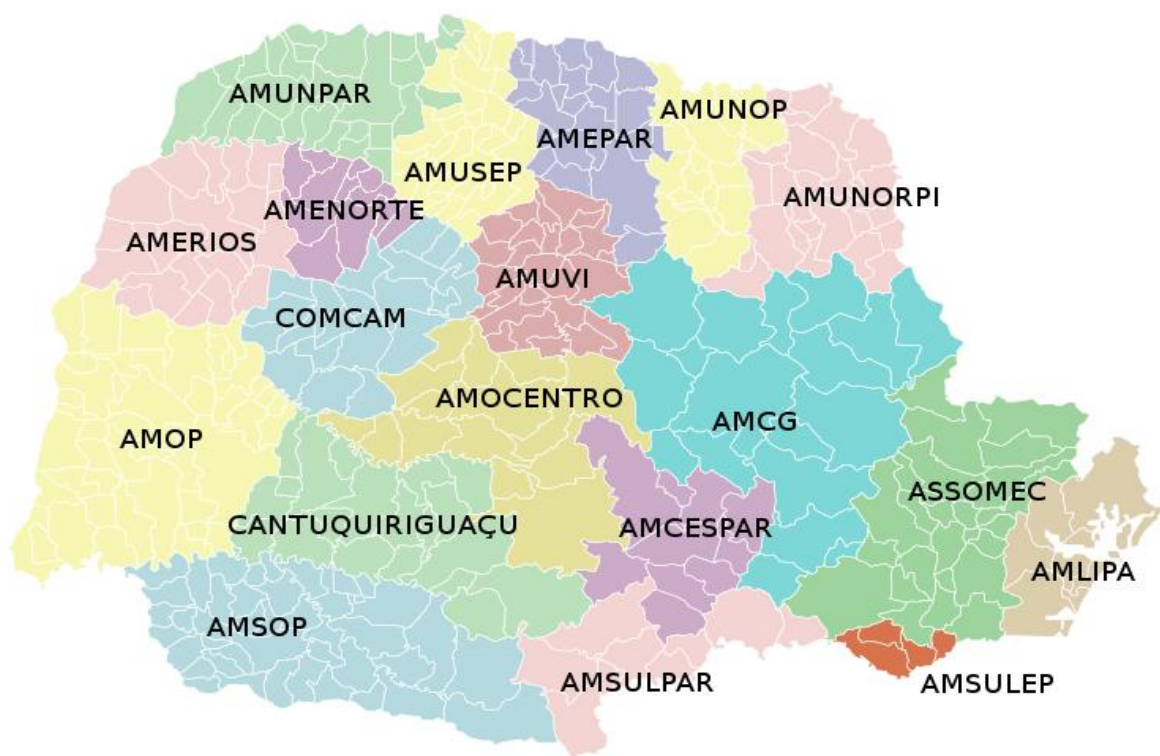 AMUNPAR
AMUNOP
AMEPAR
AMUSEP
AMUNORPI
AMENORTE
AMERIOS
AMUVI
COMCAM
AMOCENTRO
AMCG
AMOP
ASSOMEC
CANTUQUIRIGUAÇU
AMCESPAR
AMLIPA
AMSOP
AMSULPAR
AMSULEP